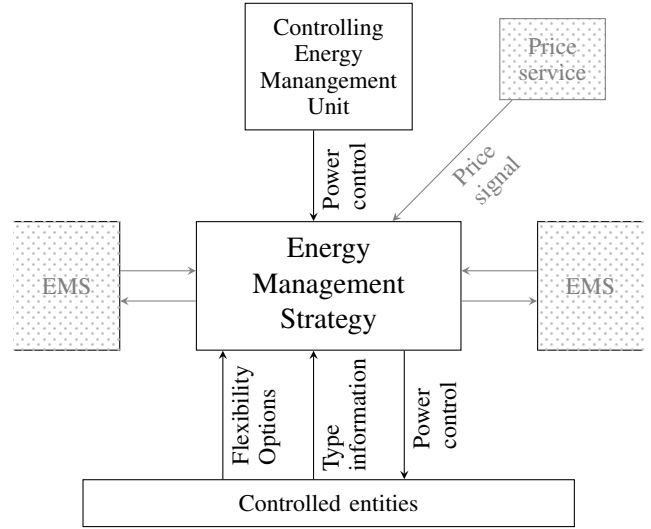 Controlling
Energy
Manangement
Unit
Price
service
Power
control
Price
signal
EMS
Energy
Management
Strategy
EMS
Flexibility
Options
Type
information
Power
control
Controlled entities